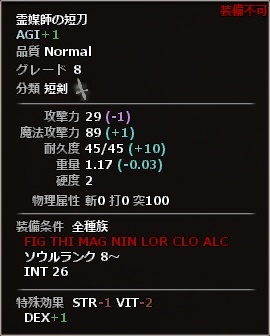 霊媒師の短刀 装備不可
AGI+1
品質 Normal
グレード 8
分類 短剣
攻撃力 29 (-1)
魔法攻撃力 89 (+1)
耐久度 45/45 (+10)
重量 1.17 (-0.03)
硬度 2
物理属性 斬0 打0 突100
装備条件 全種族
FIG THI MAG NIN LOR CLO ALC
ソウルランク 8～
INT 26
特殊効果 STR-1 VIT-2
DEX+1